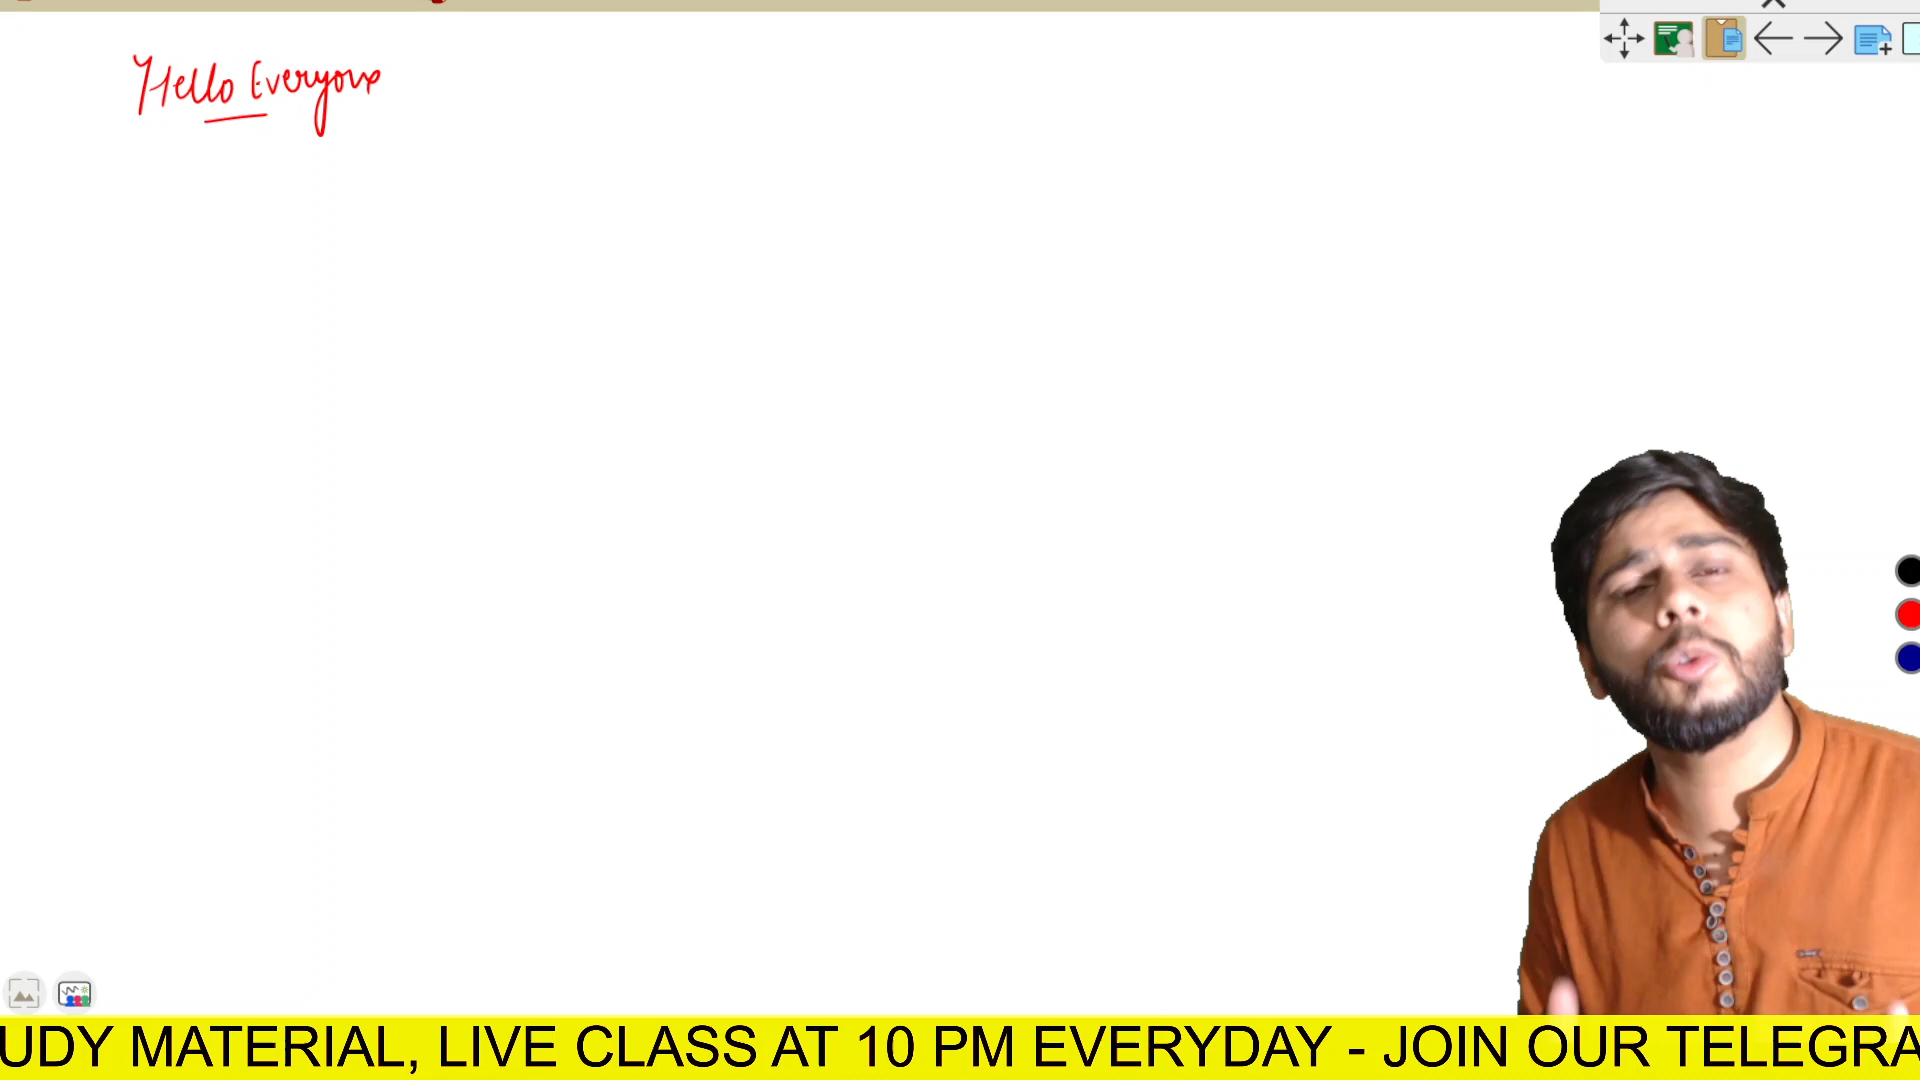 Hello Everyone
UDY MATERIAL, LIVE CLASS AT 10 PM EVERYDAY - JOIN OUR TELEGRA